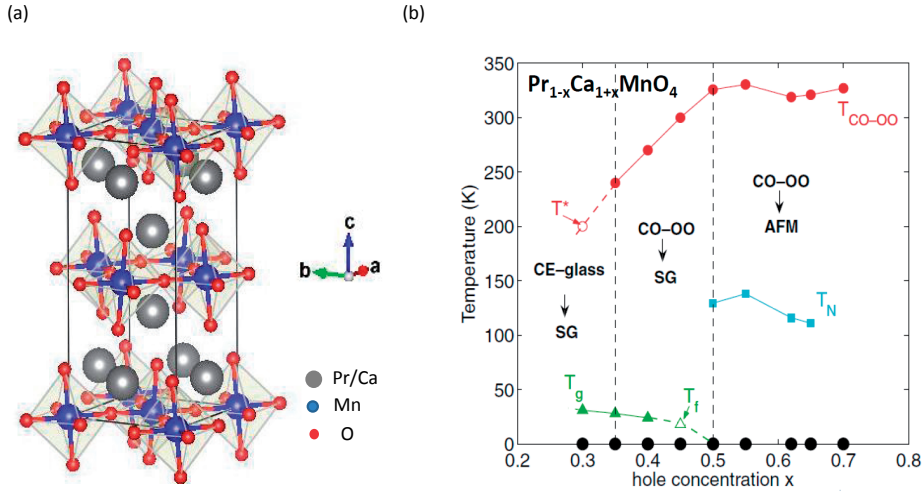 (a)
c
b
a
Pr/Ca
Mn
O
(b)
Pr1-xCa1+xMnO4
350
300
250
200
150
100
50
0
Temperature (K)
TCO–OO
T*
CO–OO
AFM
CO–OO
SG
CE–glass
SG
TN
Tg
Tf
0.2
0.3
0.4
0.5
0.6
0.7
0.8
hole concentration x